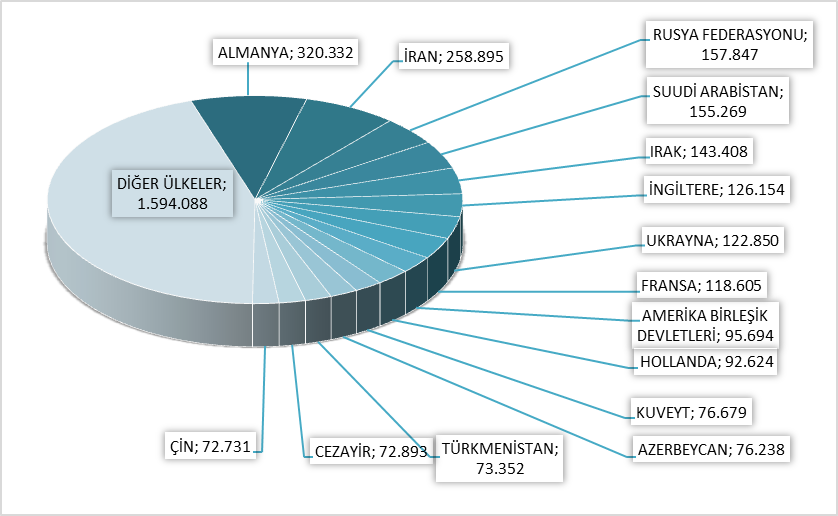 ALMANYA; 320.332
İRAN; 258.895
RUSYA FEDERASYONU;
157.847
SUUDİ ARABİSTAN;
155.269
IRAK; 143.408
İNGİLTERE; 126.154
UKRAYNA; 122.850
FRANSA; 118.605
AMERİKA BİRLEŞİK
DEVLETLERİ; 95.694
HOLLANDA; 92.624
KUVEYT; 76.679
AZERBEYCAN; 76.238
TÜRKMENİSTAN;
73.352
CEZAYİR; 72.893
ÇİN; 72.731
DİĞER ÜLKELER;
1.594.088